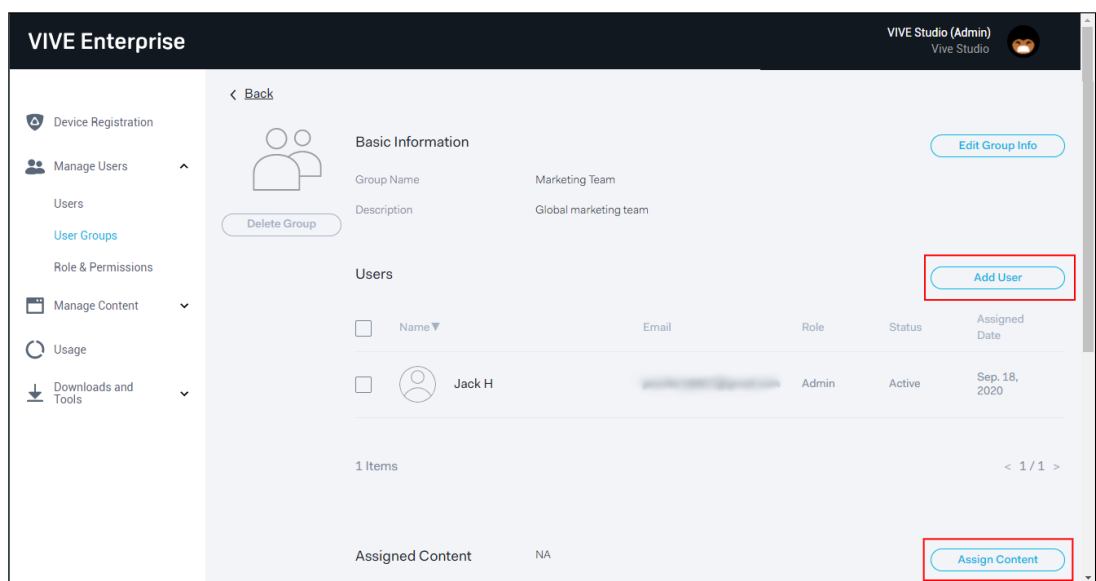 VIVE Enterprise
VIVE Studio (Admin)
Vive Studio
Back
Device Registration
Manage Users
Users
User Groups
Role & Permissions
Manage Content
Usage
Downloads and
Tools
Delete Group
Basic Information
Edit Group Info
Group Name Marketing Team
Description Global marketing team
Users
Add User
Name▼ Email Role Status Assigned
Date
Jack H Admin Active Sep. 18,
2020
1 Items < 1 / 1 >
Assigned Content NA
Assign Content